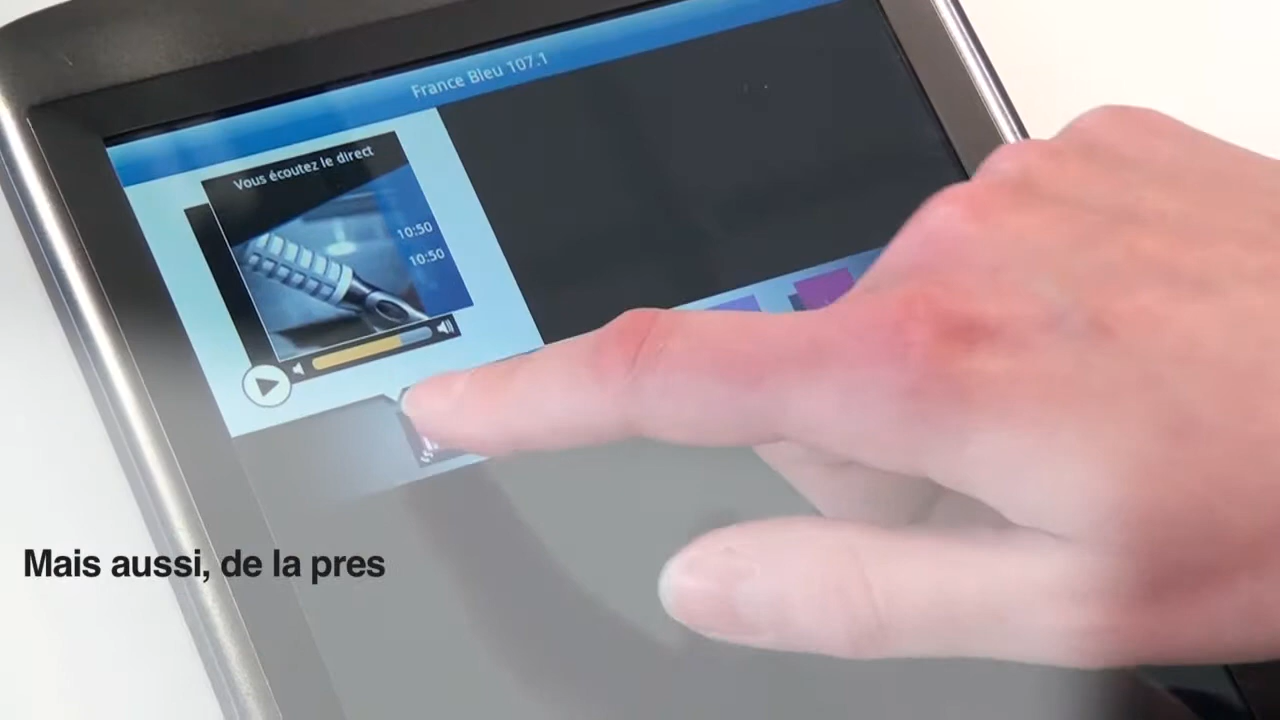 France Bleu 107.1
Vous écoutez le direct
10:50
10:50
Mais aussi, de la pres